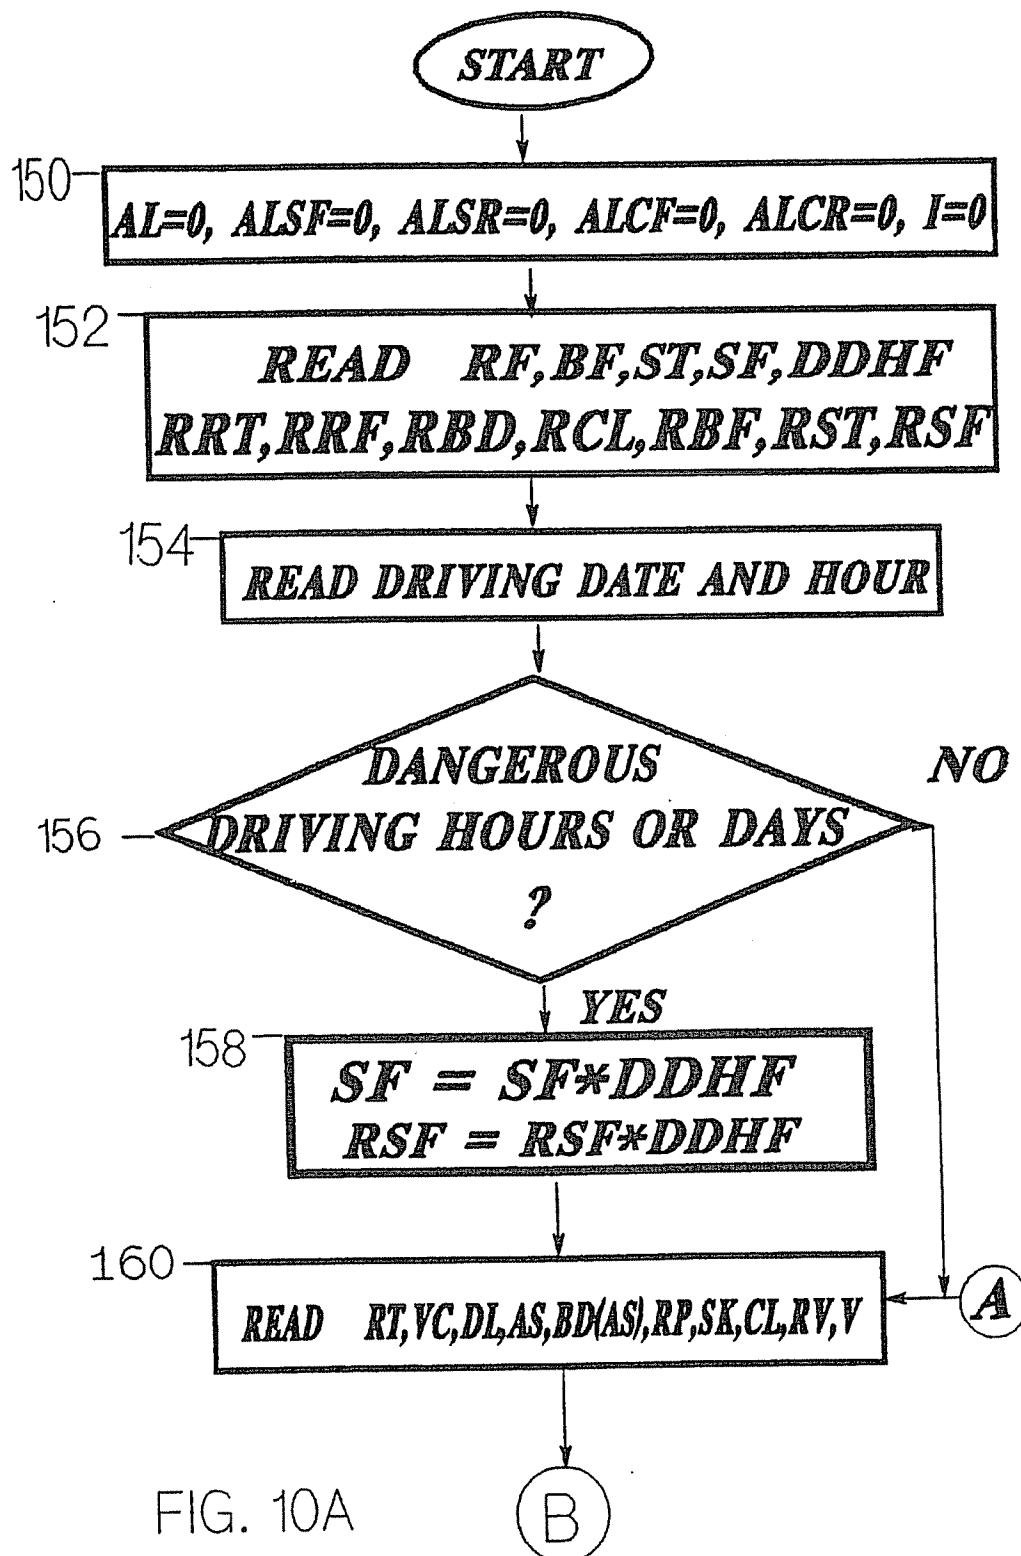 START
150
AL=0, ALSF=0, ALSR=0, ALCF=0, ALCR=0, I=0
152
READ RF,BF,ST,SF,DDHF
RRT,RRF,RBD,RCL,RBF,RST,RSF
154
READ DRIVING DATE AND HOUR
DANGEROUS
NO
156
DRIVING HOURS OR DAYS
?
YES
158
SF = SF*DDHF
RSF = RSF*DDHF
160
READ RT,VC,DL,AS,BD(AS),RP,SK,CL,RV,V
A
FIG. 10A
B